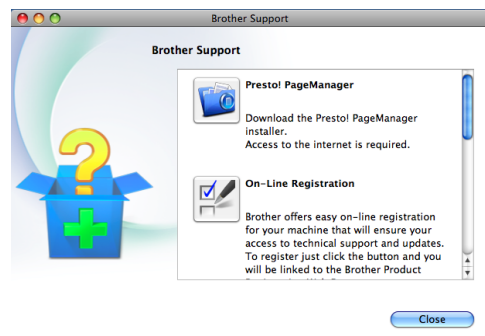 Brother Support
Brother Support
Presto! PageManager
Download the Presto! PageManager
installer.
Access to the internet is required.
On-Line Registration
Brother offers easy on-line registration
for your machine that will ensure your
access to technical support and updates.
To register just click the button and you
will be linked to the Brother Product
Close